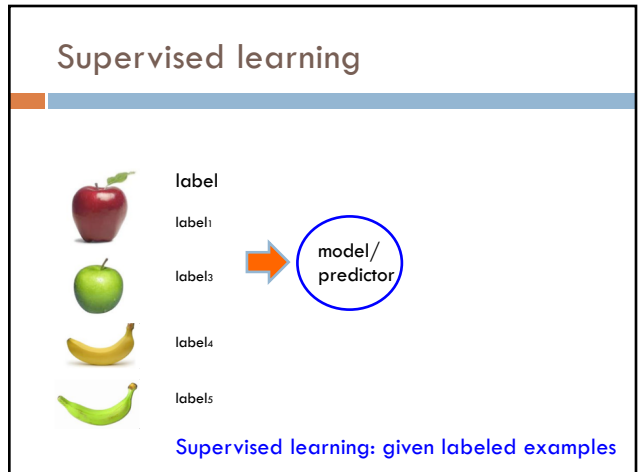 Supervised learning
label
label₁
label₃
label₄
label₅
model/
predictor
Supervised learning: given labeled examples